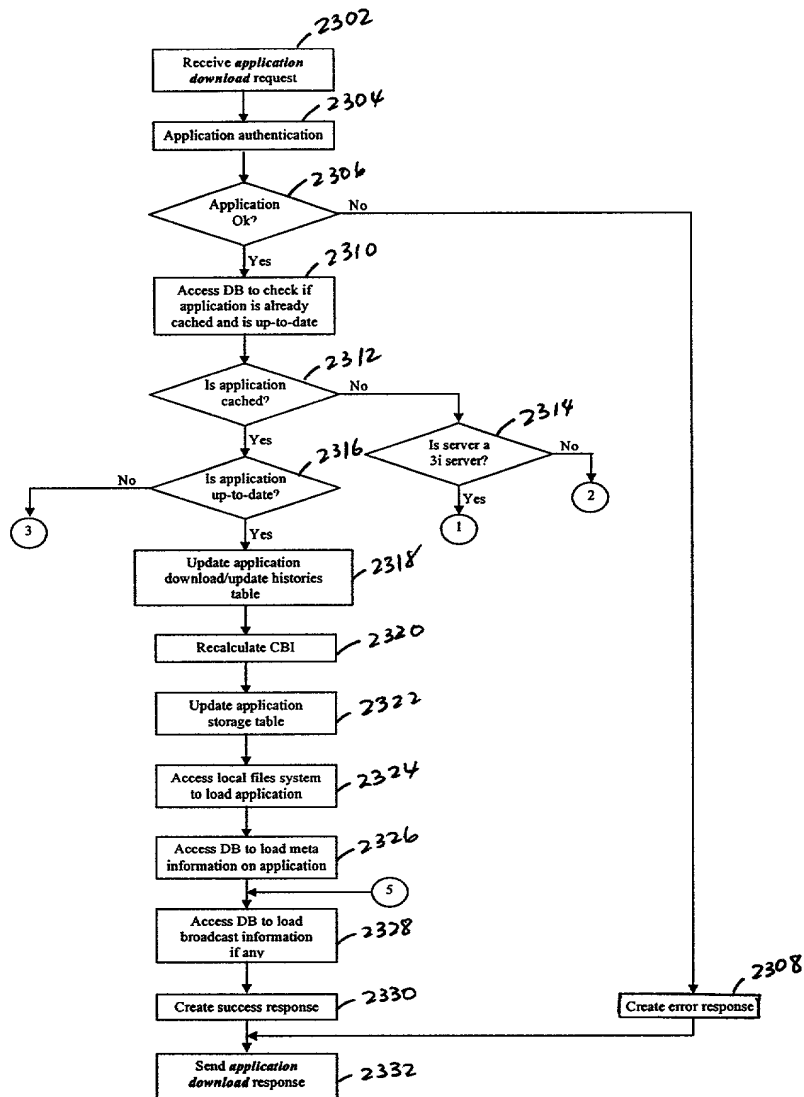 2302
Receive application
download request
2304
Application authentication
2306
Application
Ok?
No
Yes
2310
Access DB to check if
application is already
cached and is up-to-date
2312
Is application
cached?
No
2314
Is server a
3i server?
No
Yes
2
1
Yes
2316
Is application
up-to-date?
No
3
Yes
Update application
download/update histories
table
2318
Recalculate CBI
2320
Update application
storage table
2322
Access local files system
to load application
2324
Access DB to load meta
information on application
2326
5
Access DB to load
broadcast information
if any
2328
Create success response
2330
2308
Create error response
Send application
download response
2332